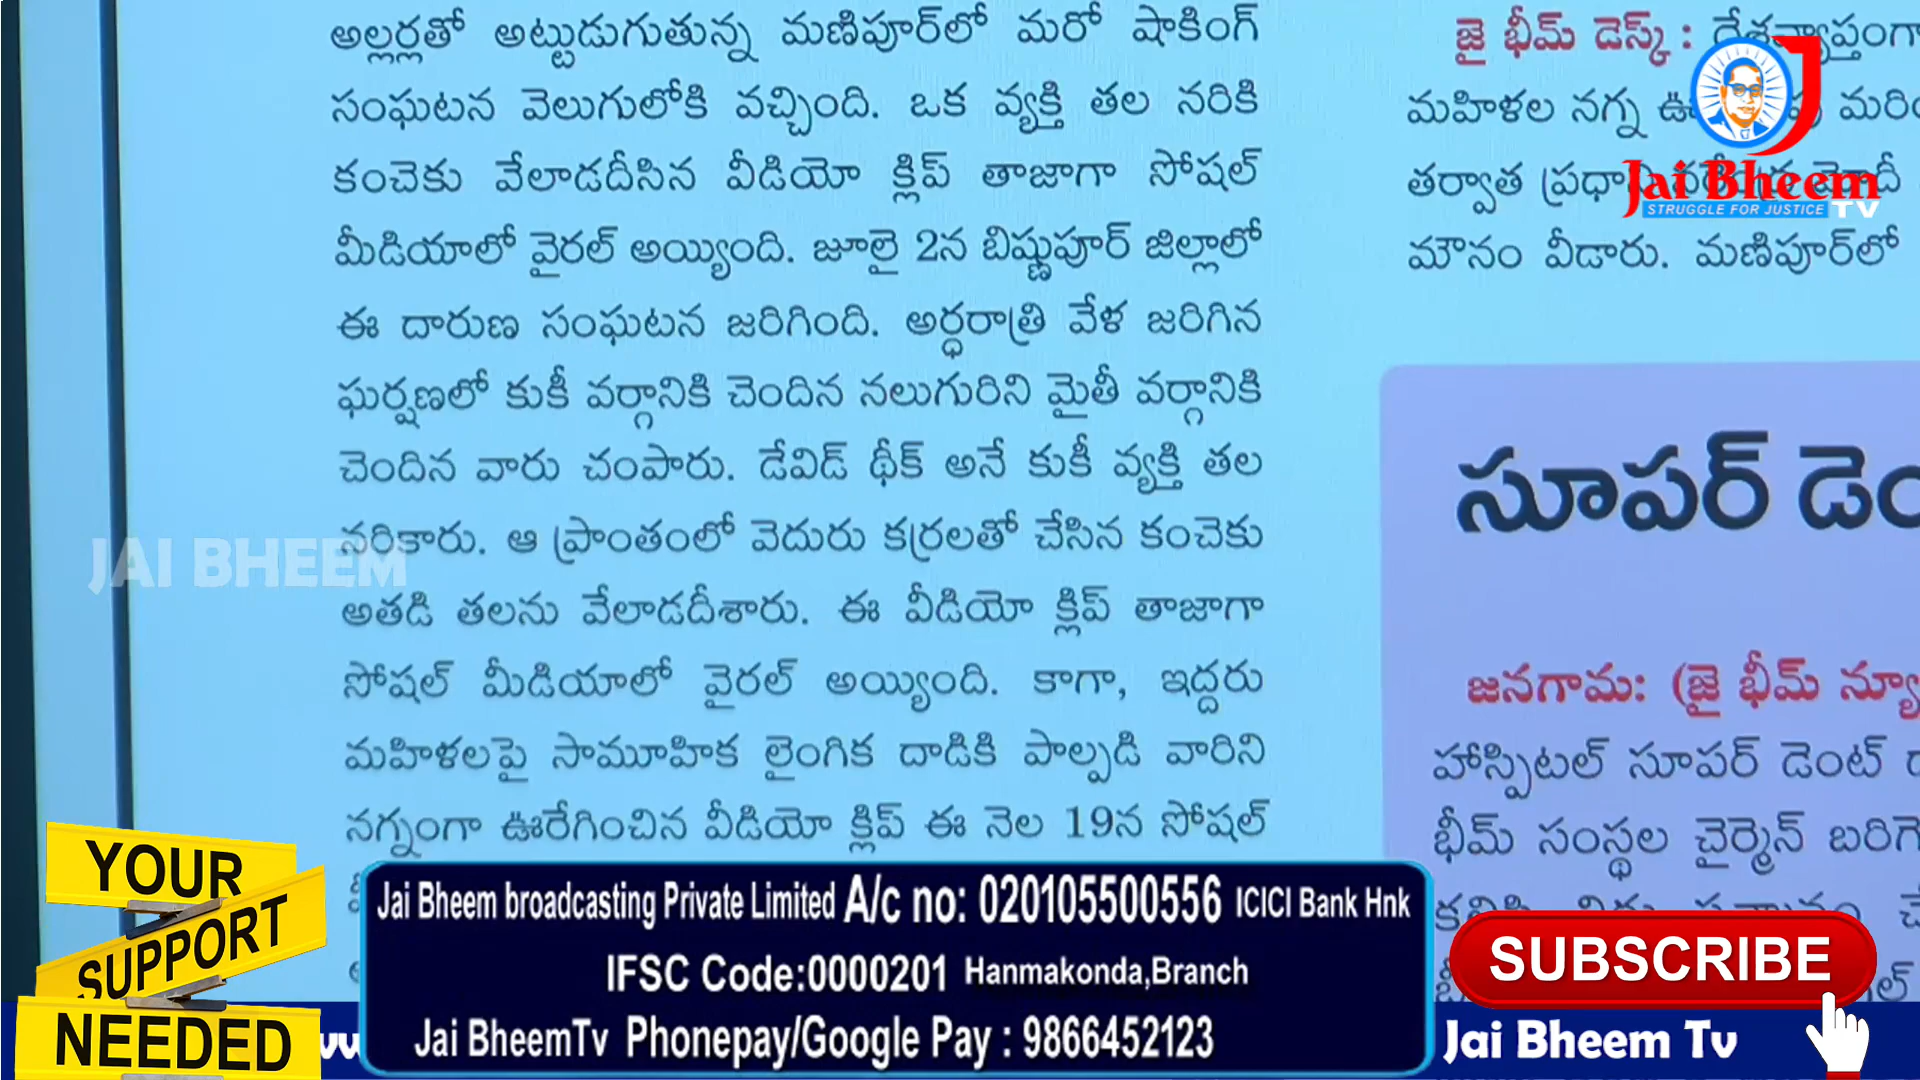 అల్లర్లతో అట్టుడుగుతున్న మణిపూర్‌లో మరో షాకింగ్
సంఘటన వెలుగులోకి వచ్చింది. ఒక వ్యక్తి తల నరికి
కంచెకు వేలాడదీసిన వీడియో క్లిప్ తాజాగా సోషల్
మీడియాలో వైరల్ అయ్యింది. జూలై 2న బిష్ణుపూర్ జిల్లాలో
ఈ దారుణ సంఘటన జరిగింది. అర్ధరాత్రి వేళ జరిగిన
ఘర్షణలో కుకీ వర్గానికి చెందిన నలుగురిని మైతీ వర్గానికి
చెందిన వారు చంపారు. డేవిడ్ థీక్ అనే కుకీ వ్యక్తి తల
నరికారు. ఆ ప్రాంతంలో వెదురు కర్రలతో చేసిన కంచెకు
అతడి తలను వేలాడదీశారు. ఈ వీడియో క్లిప్ తాజాగా
సోషల్ మీడియాలో వైరల్ అయ్యింది. కాగా, ఇద్దరు
మహిళలపై సామూహిక లైంగిక దాడికి పాల్పడి వారిని
నగ్నంగా ఊరేగించిన వీడియో క్లిప్ ఈ నెల 19న సోషల్
జై భీమ్ డెస్క్ : దేశవ్యాప్తంగా
మహిళల నగ్న
తర్వాత
మౌనం వీడారు. మణిపూర్‌లో
సూపర్
జనగామ: (జై భీమ్
హాస్పిటల్ సూపర్ డెంట్
భీమ్ సంస్థల చైర్మెన్
Jai Bheem
STRUGGLE FOR JUSTICE TV
JAI BHEEM
YOUR
SUPPORT
NEEDED
Jai Bheem broadcasting Private Limited A/c no: 020105500556 ICICI Bank Hnk
IFSC Code:0000201 Hanmakonda,Branch
Jai BheemTv Phonepay/Google Pay : 9866452123
SUBSCRIBE
Jai Bheem Tv